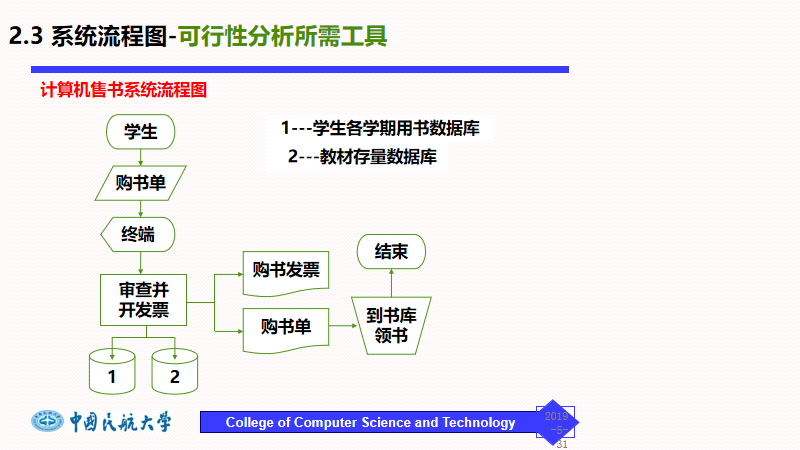 2.3 系统流程图-可行性分析所需工具
计算机售书系统流程图
学生
1---学生各学期用书数据库
2---教材存量数据库
购书单
终端
结束
购书发票
审查并
开发票
购书单
到书库
领书
1
2
中国民航大学
College of Computer Science and Technology
2019
-5-
31